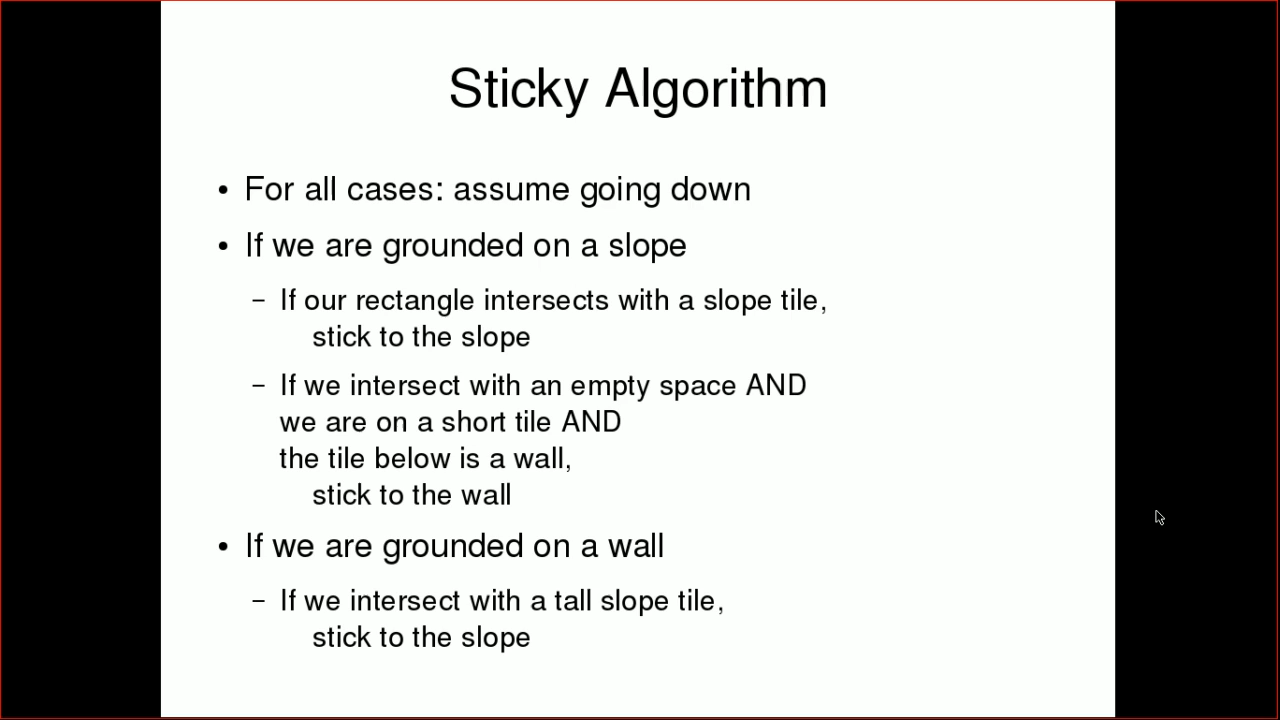 Sticky Algorithm
• For all cases: assume going down
• If we are grounded on a slope
– If our rectangle intersects with a slope tile,
stick to the slope
– If we intersect with an empty space AND
we are on a short tile AND
the tile below is a wall,
stick to the wall
• If we are grounded on a wall
– If we intersect with a tall slope tile,
stick to the slope